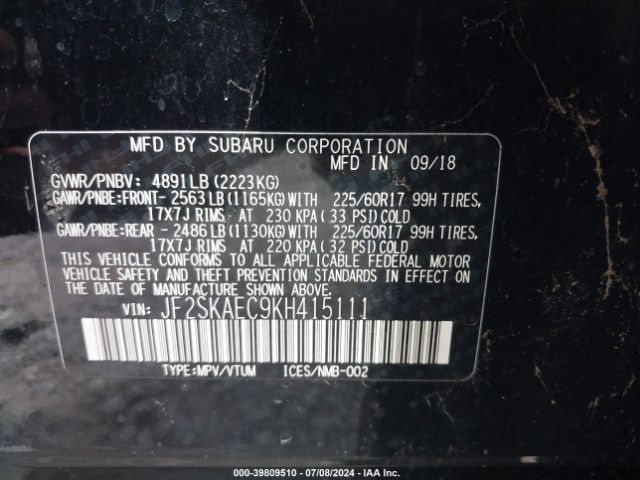 MFD BY SUBARU CORPORATION
MFD IN 09/18
GVWR/PNBV: 4891LB(2223KG)
GAWR/PNBE:FRONT- 2563LB(1165KG)WITH 225/60R17 99H TIRES,
17X7J RIMS AT 230 KPA(33 PSI)COLD
GAWR/PNBE:REAR - 2486LB(1130KG)WITH 225/60R17 99H TIRES,
17X7J RIMS AT 220 KPA(32 PSI)COLD
THIS VEHICLE CONFORMS TO ALL APPLICABLE FEDERAL MOTOR
VEHICLE SAFETY AND THEFT PREVENTION STANDARDS IN EFFECT
ON THE DATE OF MANUFACTURE SHOWN ABOVE.
VIN: JF2SKAEC9KH415111
TYPE:MPV/VTUM ICES/NMB-002
000-39809510 - 07/08/2024 - IAA Inc.